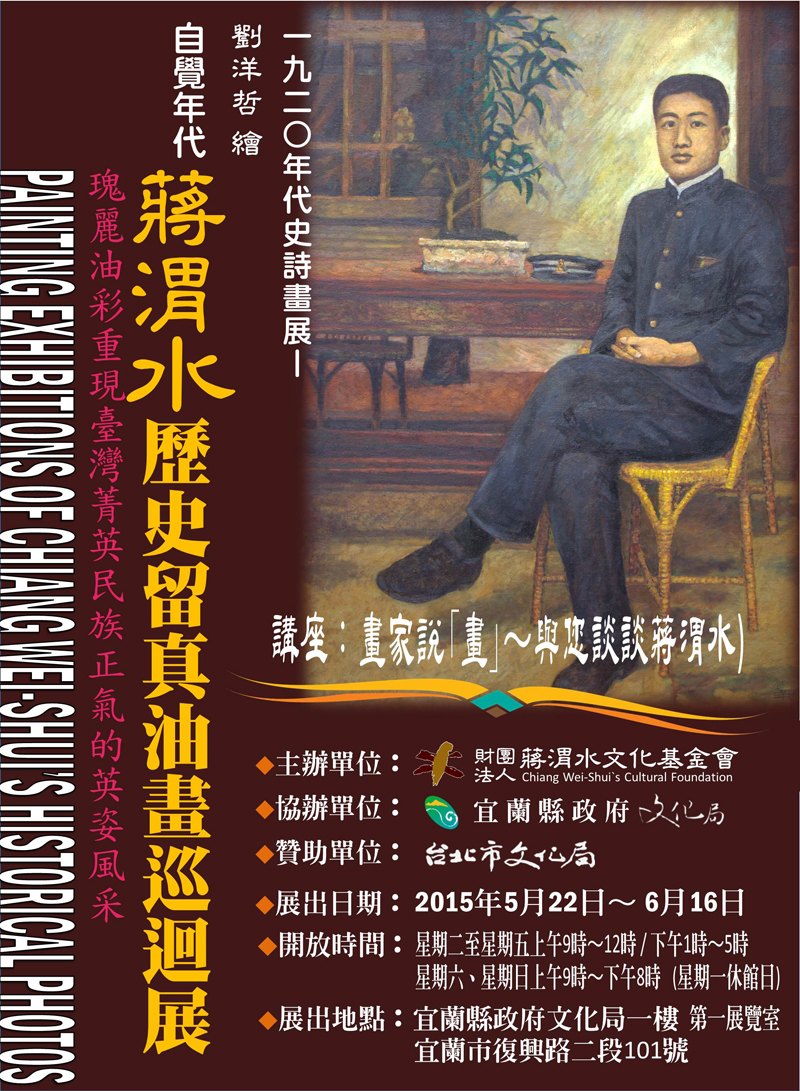 一九二〇年代史詩畫展—
劉洋哲 繪
自覺年代
蔣渭水歷史留真油畫巡迴展
瑰麗油彩重現臺灣菁英民族正氣的英姿風采
PAINTING EXHIBITIONS OF CHIANG WEI-SHUI'S HISTORICAL PHOTOS
講座：畫家說「畫」～與您談談蔣渭水)
◆主辦單位： 財團法人 蔣渭水文化基金會
Chiang Wei-Shui`s Cultural Foundation
◆協辦單位： 宜蘭縣政府 文化局
◆贊助單位： 台北市文化局
◆展出日期： 2015年5月22日～ 6月16日
◆開放時間： 星期二至星期五上午9時～12時 / 下午1時～5時
星期六、星期日上午9時～下午8時 (星期一休館日)
◆展出地點： 宜蘭縣政府文化局一樓 第一展覽室
宜蘭市復興路二段101號